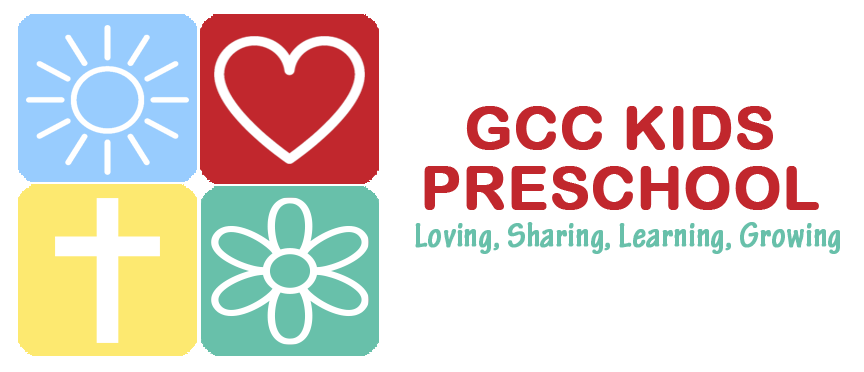 GCC KIDS
PRESCHOOL
Loving, Sharing, Learning, Growing